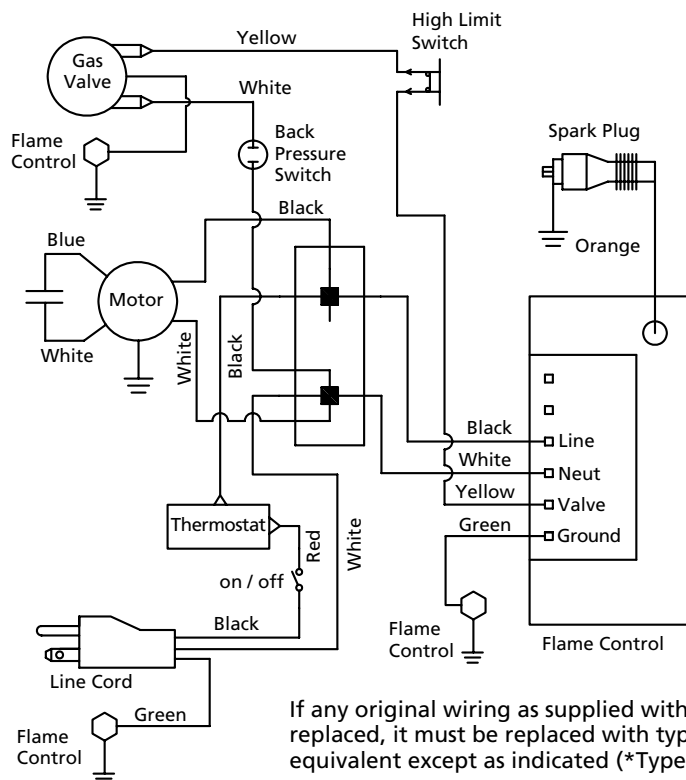 High Limit
Switch
Yellow
Gas
Valve
White
Flame
Control
Back
Pressure
Switch
Spark Plug
Orange
Black
Blue
Motor
White
White
Black
Black
Line
White
Neut
Yellow
Valve
Green
Ground
Thermostat
Red
White
on / off
Black
Line Cord
Flame
Control
Flame Control
Green
Flame
Control
If any original wiring as supplied with
replaced, it must be replaced with typ
equivalent except as indicated (*Type